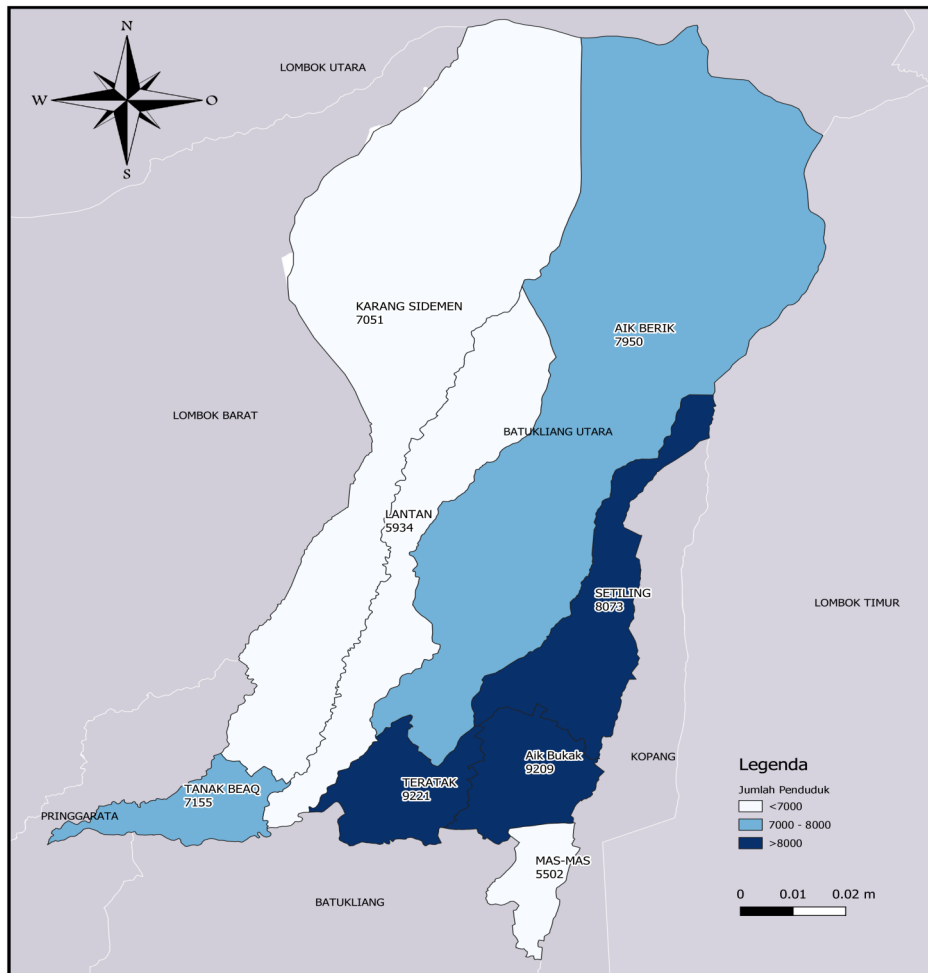 N
W
O
S
LOMBOK UTARA
KARANG SIDEMEN
7051
AIK BERIK
7950
LOMBOK BARAT
BATUKLIANG UTARA
LANTAN
5934
SETILING
8073
LOMBOK TIMUR
Aik Bukak
9209
KOPANG
TERATAK
9221
TANAK BEAQ
7155
PRINGGARATA
MAS-MAS
5502
BATUKLIANG
Legenda
Jumlah Penduduk
<7000
7000 - 8000
>8000
0 0.01 0.02 m